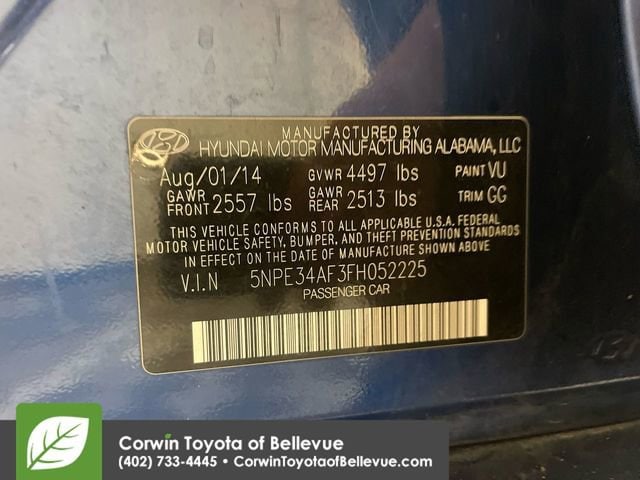 MANUFACTURED BY
HYUNDAI MOTOR MANUFACTURING ALABAMA, LLC
Aug/01/14 GVWR 4497 lbs PAINT VU
GAWR FRONT 2557 lbs GAWR REAR 2513 lbs TRIM GG
THIS VEHICLE CONFORMS TO ALL APPLICABLE U.S.A. FEDERAL
MOTOR VEHICLE SAFETY, BUMPER, AND THEFT PREVENTION STANDARDS
IN EFFECT ON THE DATE OF MANUFACTURE SHOWN ABOVE.
V.I.N 5NPE34AF3FH052225
PASSENGER CAR
Corwin Toyota of Bellevue
(402) 733-4445 • CorwinToyotaofBellevue.com